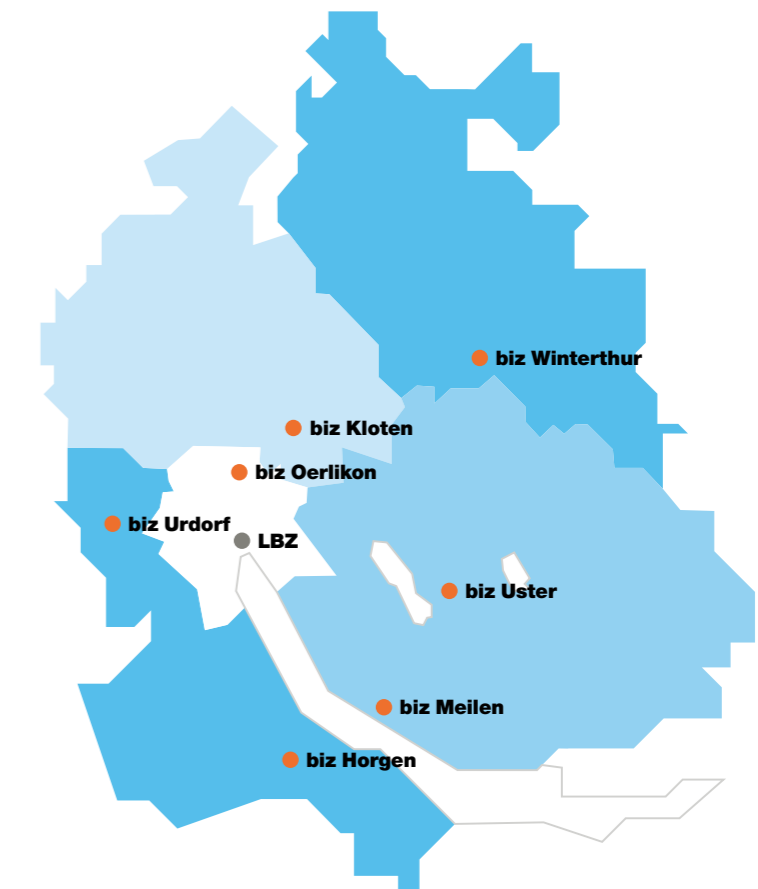 biz Winterthur
biz Kloten
biz Oerlikon
biz Urdorf
LBZ
biz Uster
biz Meilen
biz Horgen